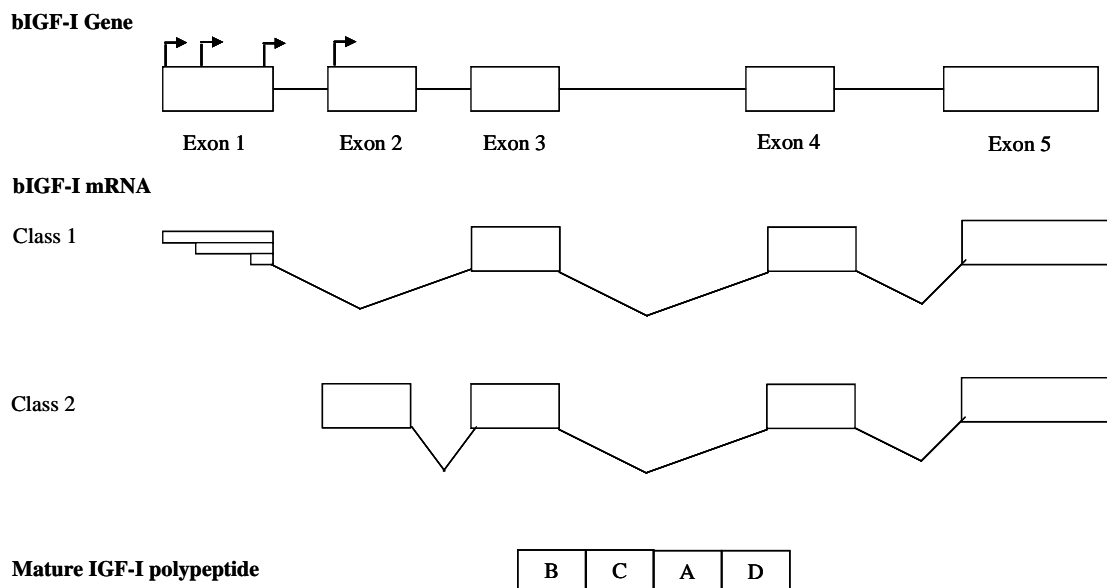 bIGF-I Gene
Exon 1 Exon 2 Exon 3 Exon 4 Exon 5
bIGF-I mRNA
Class 1
Class 2
Mature IGF-I polypeptide B C A D